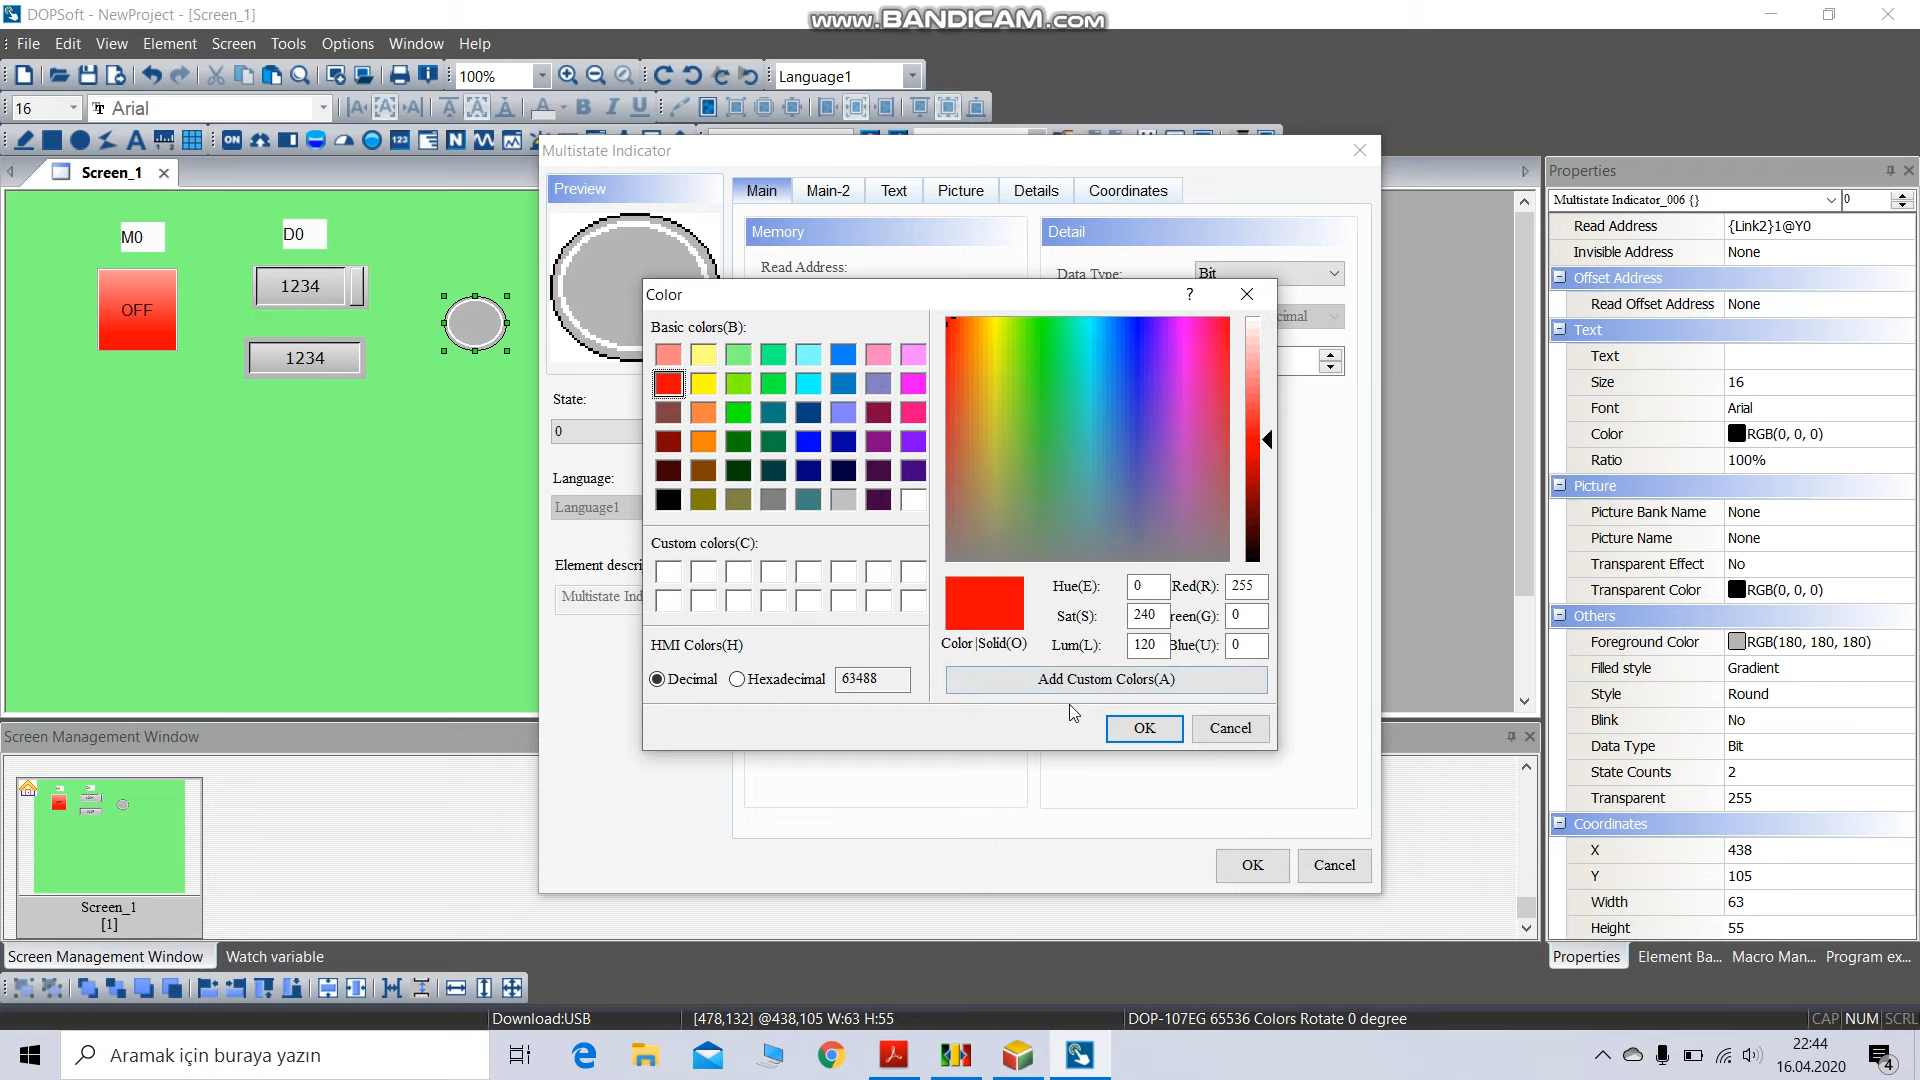 DOPSoft - NewProject - [Screen_1]
www.BANDICAM.com
File Edit View Element Screen Tools Options Window Help
100% Language1
16 Arial
Screen_1
M0 D0
OFF 1234
1234
Multistate Indicator
Preview
Main Main-2 Text Picture Details Coordinates
Memory Detail
Read Address:
Data Type: Bit
State:
0
Language:
Language1
Element descri
Multistate Ind
OK Cancel
Color ?
Basic colors(B):
Custom colors(C):
HMI Colors(H)
Decimal Hexadecimal 63488
Hue(E): 0 Red(R): 255
Sat(S): 240 reen(G): 0
Color|Solid(O) Lum(L): 120 Blue(U): 0
Add Custom Colors(A)
OK Cancel
Properties
Multistate Indicator_006 {} 0
Read Address {Link2}1@Y0
Invisible Address None
Offset Address
Read Offset Address None
Text
Text
Size 16
Font Arial
Color RGB(0, 0, 0)
Ratio 100%
Picture
Picture Bank Name None
Picture Name None
Transparent Effect No
Transparent Color RGB(0, 0, 0)
Others
Foreground Color RGB(180, 180, 180)
Filled style Gradient
Style Round
Blink No
Data Type Bit
State Counts 2
Transparent 255
Coordinates
X 438
Y 105
Width 63
Height 55
Properties Element Ba... Macro Man... Program ex...
Screen Management Window
Screen_1
[1]
Screen Management Window Watch variable
Download:USB [478,132] @438,105 W:63 H:55 DOP-107EG 65536 Colors Rotate 0 degree CAP NUM SCRL
Aramak için buraya yazın
22:44
16.04.2020
4